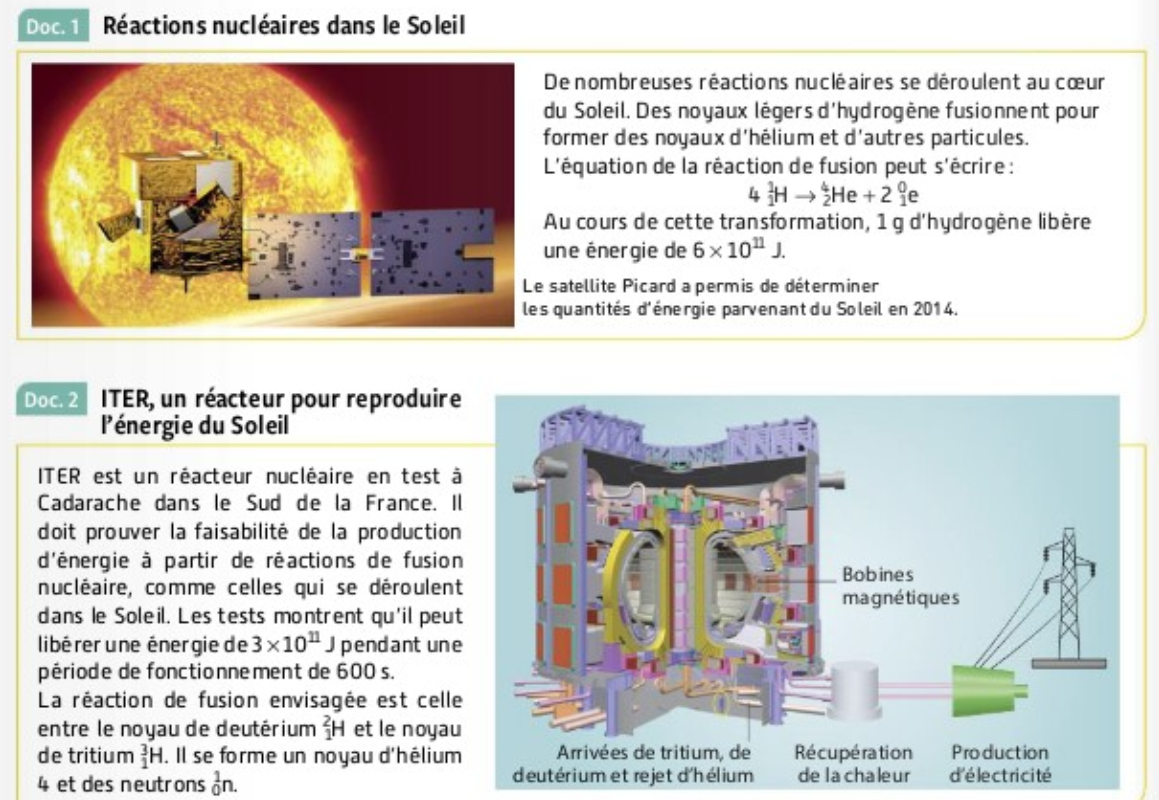 Doc. 1 Réactions nucléaires dans le Soleil
De nombreuses réactions nucléaires se déroulent au cœur
du Soleil. Des noyaux légers d'hydrogène fusionnent pour
former des noyaux d'hélium et d'autres particules.
L'équation de la réaction de fusion peut s'écrire :
4 ¹₁H → ⁴₂He + 2 ⁰₁e
Au cours de cette transformation, 1 g d'hydrogène libère
une énergie de 6 × 10¹¹ J.
Le satellite Picard a permis de déterminer
les quantités d'énergie parvenant du Soleil en 2014.
Doc. 2 ITER, un réacteur pour reproduire
l'énergie du Soleil
ITER est un réacteur nucléaire en test à
Cadarache dans le Sud de la France. Il
doit prouver la faisabilité de la production
d'énergie à partir de réactions de fusion
nucléaire, comme celles qui se déroulent
dans le Soleil. Les tests montrent qu'il peut
libérer une énergie de 3 × 10¹¹ J pendant une
période de fonctionnement de 600 s.
La réaction de fusion envisagée est celle
entre le noyau de deutérium ²₁H et le noyau
de tritium ³₁H. Il se forme un noyau d'hélium
4 et des neutrons ¹₀n.
Bobines
magnétiques
Arrivées de tritium, de
deutérium et rejet d'hélium
Récupération
de la chaleur
Production
d'électricité